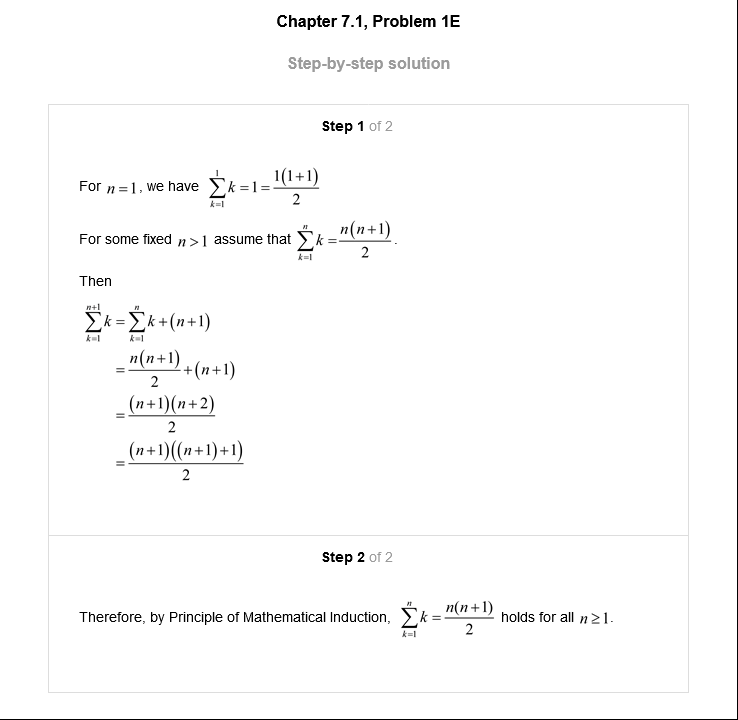 Chapter 7.1, Problem 1E
Step-by-step solution
Step 1 of 2
For n = 1, we have \sum_{k=1}^{1} k = 1 = \frac{1(1+1)}{2}
For some fixed n > 1 assume that \sum_{k=1}^{n} k = \frac{n(n+1)}{2}.
Then
\sum_{k=1}^{n+1} k = \sum_{k=1}^{n} k + (n+1)
= \frac{n(n+1)}{2} + (n+1)
= \frac{(n+1)(n+2)}{2}
= \frac{(n+1)((n+1)+1)}{2}
Step 2 of 2
Therefore, by Principle of Mathematical Induction, \sum_{k=1}^{n} k = \frac{n(n+1)}{2} holds for all n ≥ 1.